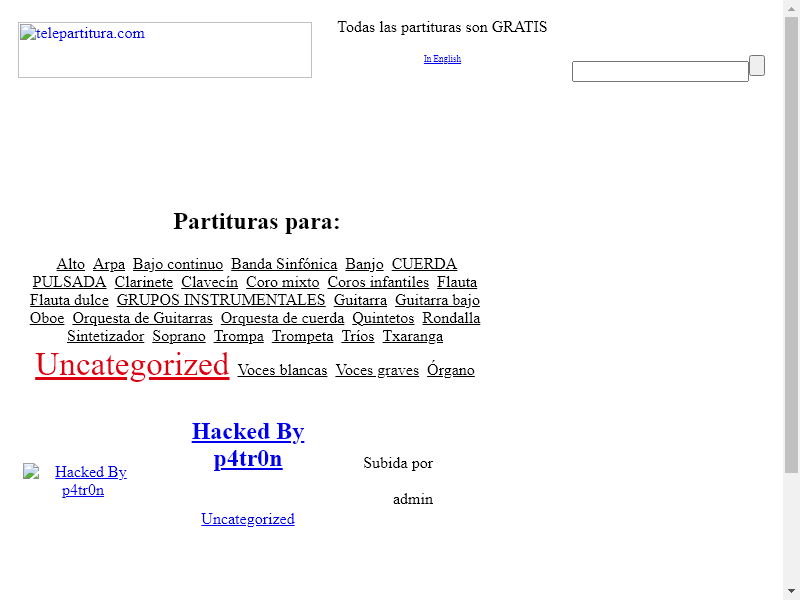 telepartitura.com
Todas las partituras son GRATIS
In English
Partituras para:
Alto Arpa Bajo continuo Banda Sinfónica Banjo CUERDA
PULSADA Clarinete Clavecín Coro mixto Coros infantiles Flauta
Flauta dulce GRUPOS INSTRUMENTALES Guitarra Guitarra bajo
Oboe Orquesta de Guitarras Orquesta de cuerda Quintetos Rondalla
Sintetizador Soprano Trompa Trompeta Tríos Txaranga
Uncategorized Voces blancas Voces graves Órgano
Hacked By
p4tr0n
Hacked By
p4tr0n
Uncategorized
Subida por
admin